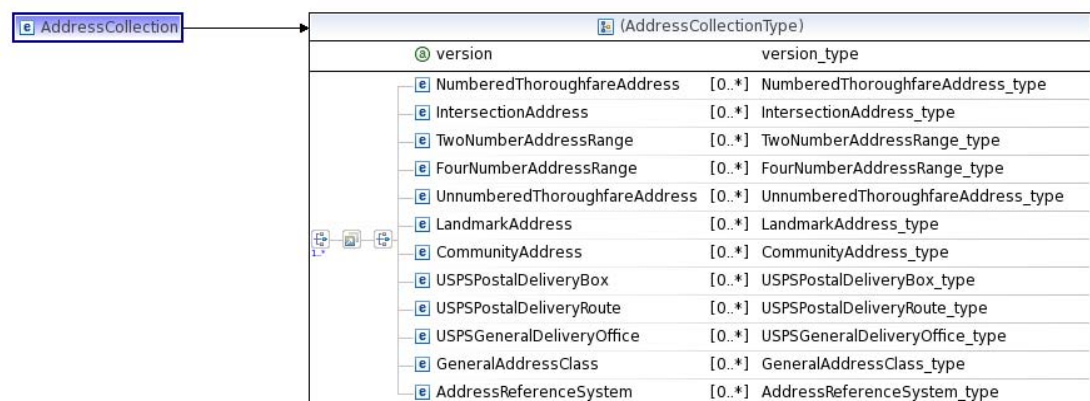 e AddressCollection
(AddressCollectionType)
a version version_type
e NumberedThoroughfareAddress [0..*] NumberedThoroughfareAddress_type
e IntersectionAddress [0..*] IntersectionAddress_type
e TwoNumberAddressRange [0..*] TwoNumberAddressRange_type
e FourNumberAddressRange [0..*] FourNumberAddressRange_type
e UnnumberedThoroughfareAddress [0..*] UnnumberedThoroughfareAddress_type
e LandmarkAddress [0..*] LandmarkAddress_type
1..*
e CommunityAddress [0..*] CommunityAddress_type
e USPSPostalDeliveryBox [0..*] USPSPostalDeliveryBox_type
e USPSPostalDeliveryRoute [0..*] USPSPostalDeliveryRoute_type
e USPSGeneralDeliveryOffice [0..*] USPSGeneralDeliveryOffice_type
e GeneralAddressClass [0..*] GeneralAddressClass_type
e AddressReferenceSystem [0..*] AddressReferenceSystem_type